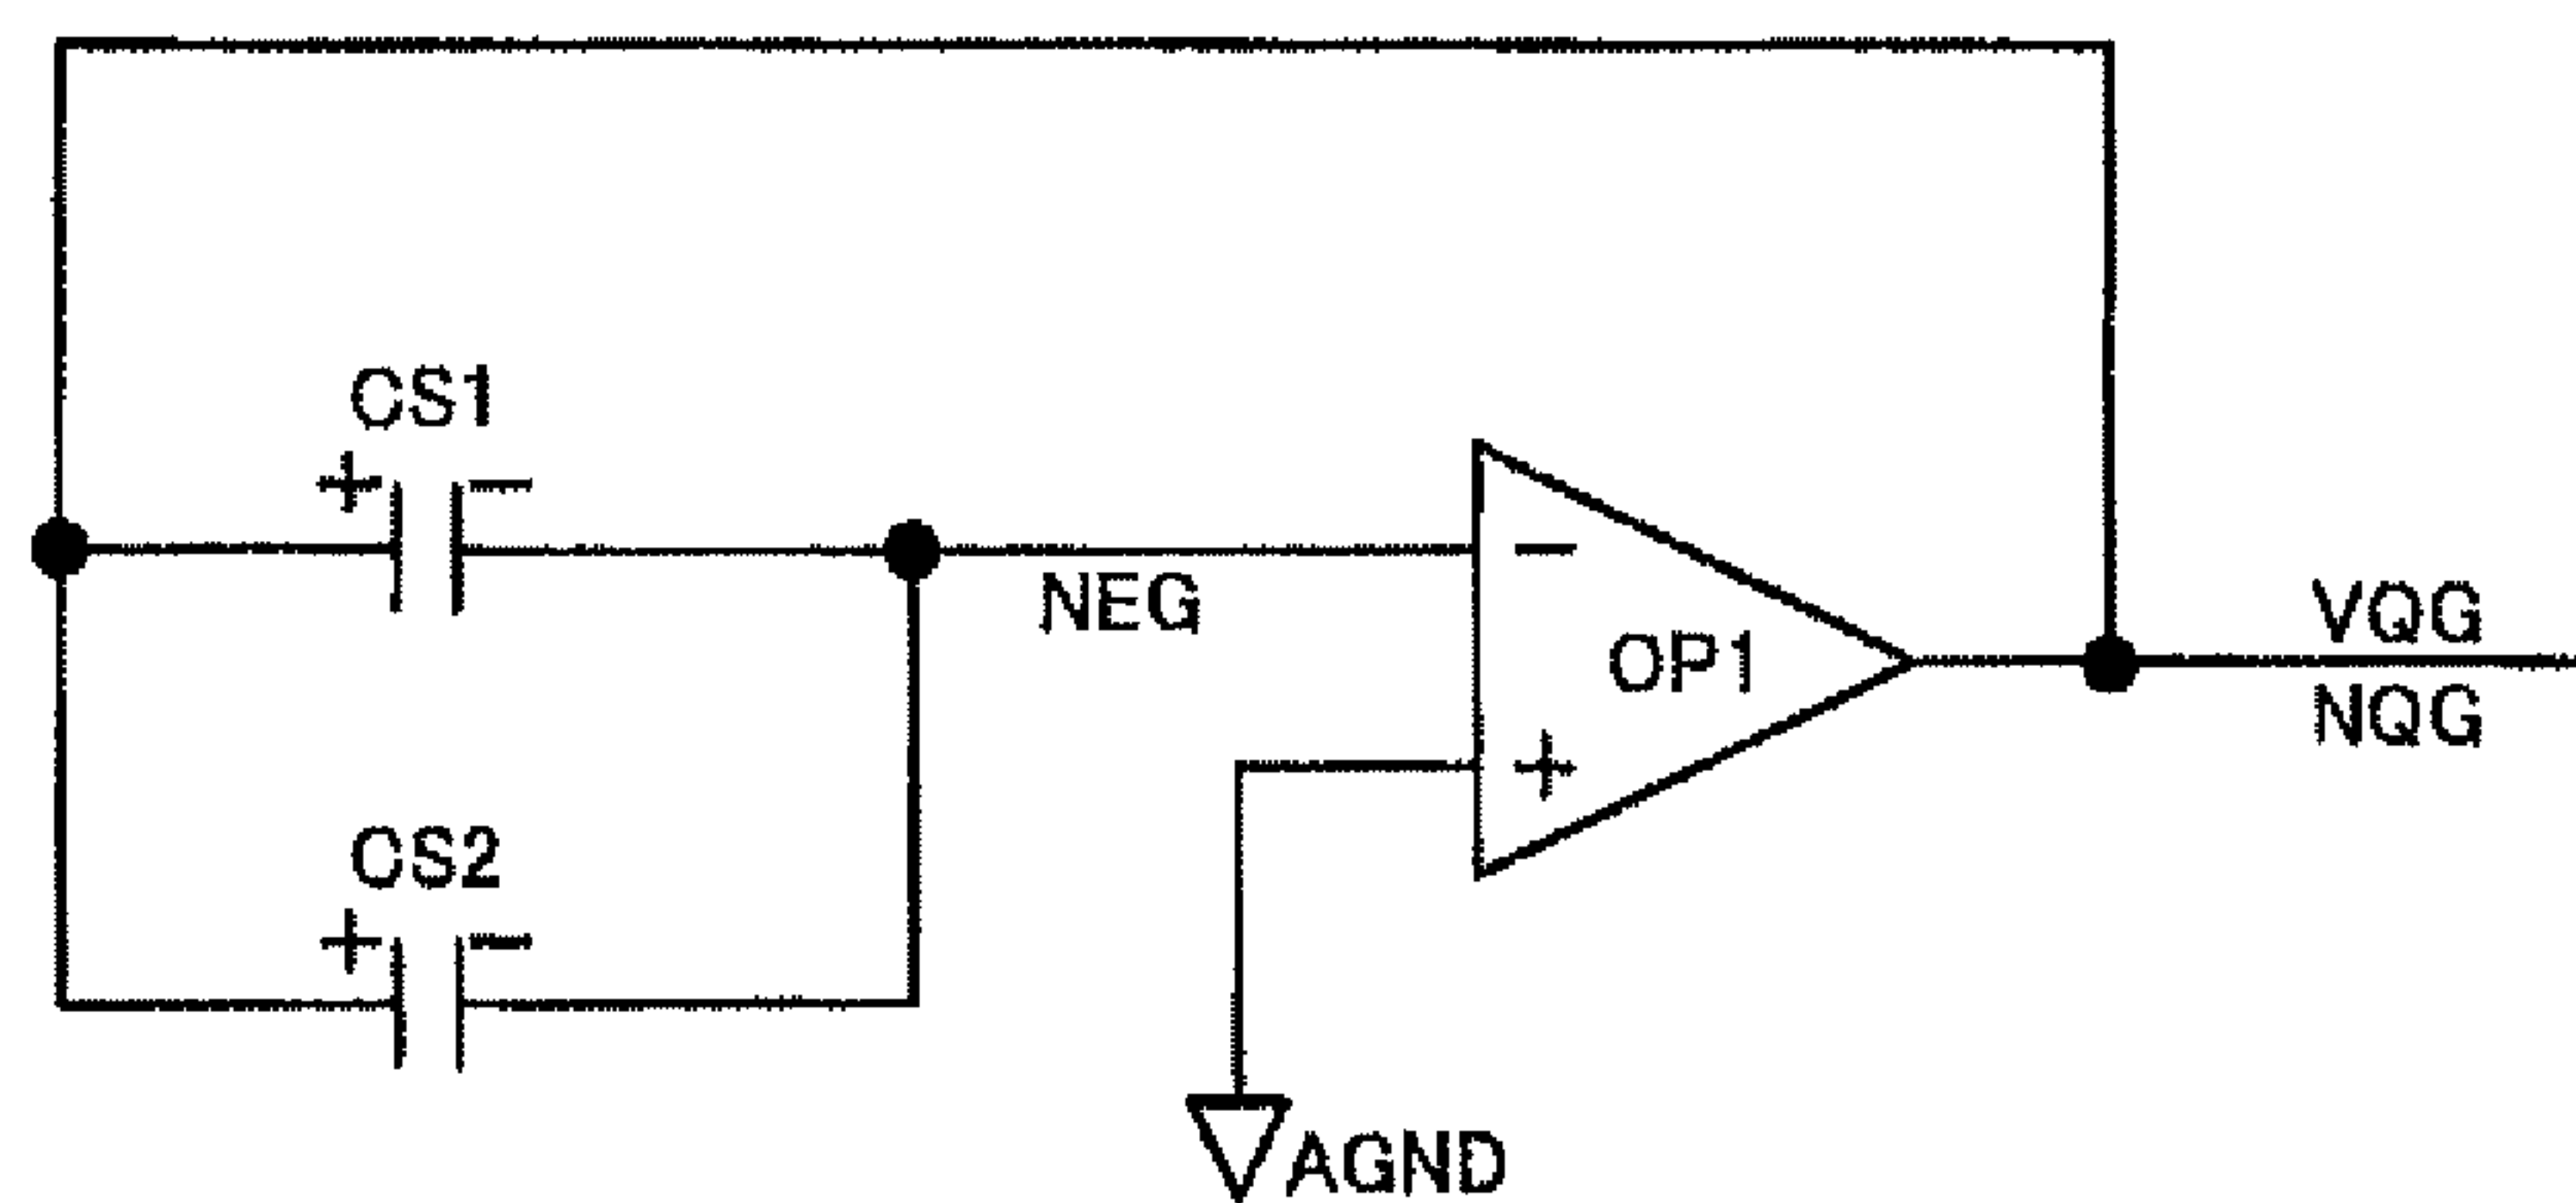 CS1
+ −
NEG
−
OP1
+
VQG
NQG
CS2
+ −
AGND